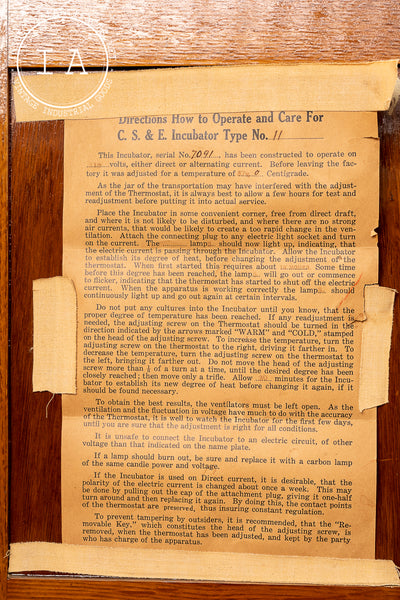 I A
VINTAGE INDUSTRIAL GOODS
Directions How to Operate and Care For
C. S. & E. Incubator Type No. 11
This Incubator, serial No. 7091, has been constructed to operate on
volts, either direct or alternating current. Before leaving the fac-
tory it was adjusted for a temperature of Centigrade.
As the jar of the transportation may have interfered with the adjust-
ment of the Thermostat, it is always best to allow a few hours for test and
readjustment before putting it into actual service.
Place the Incubator in some convenient corner, free from direct draft,
and where it is not likely to be disturbed, and where there are no strong
air currents, that would be likely to create a too rapid change in the ven-
tilation. Attach the connecting plug to any electric light socket and turn
on the current. The lamp should now light up, indicating, that
the electric current is passing through the Incubator. Allow the Incubator
to establish its degree of heat, before changing the adjustment of the
thermostat. When first started this requires about Some time
before this degree has been reached, the lamp will go out or commence
to flicker, indicating that the thermostat has started to shut off the electric
current. When the apparatus is working correctly the lamp should
continuously light up and go out again at certain intervals.
Do not put any cultures into the Incubator until you know, that the
proper degree of temperature has been reached. If any readjustment is
needed, the adjusting screw on the Thermostat should be turned in the
direction indicated by the arrows marked "WARM" and "COLD," stamped
on the head of the adjusting screw. To increase the temperature, turn the
adjusting screw on the thermostat to the right, driving it farther in. To
decrease the temperature, turn the adjusting screw on the thermostat to
the left, bringing it farther out. Do not move the head of the adjusting
screw more than of a turn at a time, until the desired degree has been
closely reached; then move only a trifle. Allow minutes for the Incu-
bator to establish its new degree of heat before changing it again, if it
should be found necessary.
To obtain the best results, the ventilators must be left open. As the
ventilation and the fluctuation in voltage have much to do with the accuracy
of the Thermostat, it is well to watch the Incubator for the first few days,
until you are sure that the adjustment is right for all conditions.
It is unsafe to connect the Incubator to an electric circuit, of other
voltage than that indicated on the name plate.
If a lamp should burn out, be sure and replace it with a carbon lamp
of the same candle power and voltage.
If the Incubator is used on Direct current, it is desirable, that the
polarity of the electric current is changed about once a week. This may
be done by pulling out the cap of the attachment plug, giving it one-half
turn around and then replacing it again. By doing this, the contact points
of the thermostat are preserved, thus insuring constant regulation.
To prevent tampering by outsiders, it is recommended, that the "Re-
movable Key," which constitutes the head of the adjusting screw, is
removed, when the thermostat has been adjusted, and kept by the party
who has charge of the apparatus.